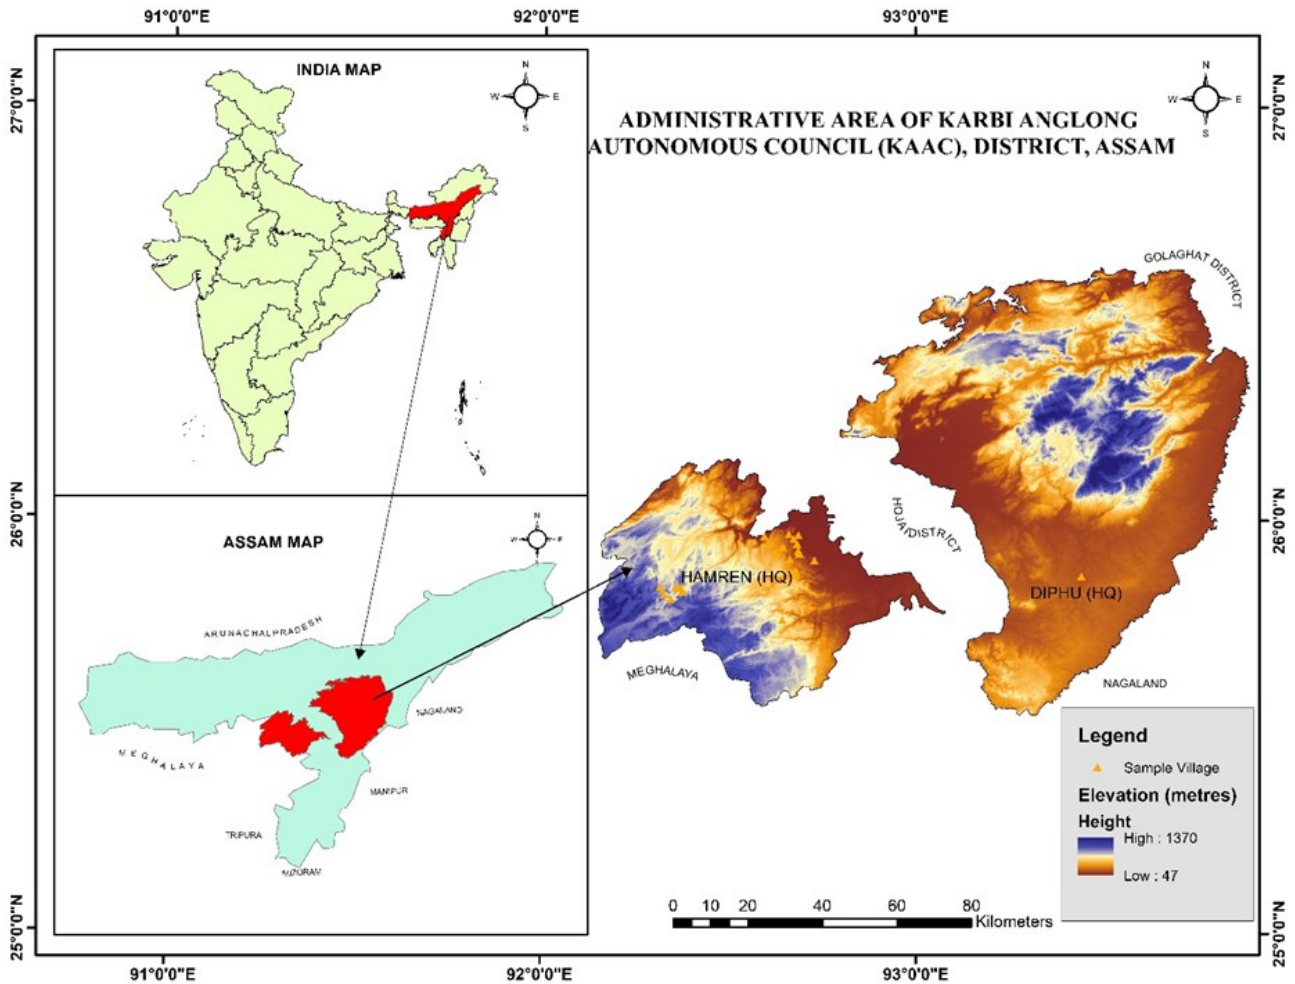 91°0'0"E
92°0'0"E
93°0'0"E
27°0'0"N
26°0'0"N
25°0'0"N
INDIA MAP
N
W E
S
ADMINISTRATIVE AREA OF KARBI ANGLONG
AUTONOMOUS COUNCIL (KAAC), DISTRICT, ASSAM
N
W E
S
27°0'0"N
26°0'0"N
25°0'0"N
GOLAGHAT DISTRICT
HOJAI DISTRICT
HAMREN (HQ)
DIPHU (HQ)
MEGHALAYA
NAGALAND
ASSAM MAP
N
W E
S
ARUNACHALPRADESH
NAGALAND
MEGHALAYA
MANIPUR
TRIPURA
MIZORAM
Legend
Sample Village
Elevation (metres)
Height
High : 1370
Low : 47
0 10 20 40 60 80
Kilometers
91°0'0"E
92°0'0"E
93°0'0"E